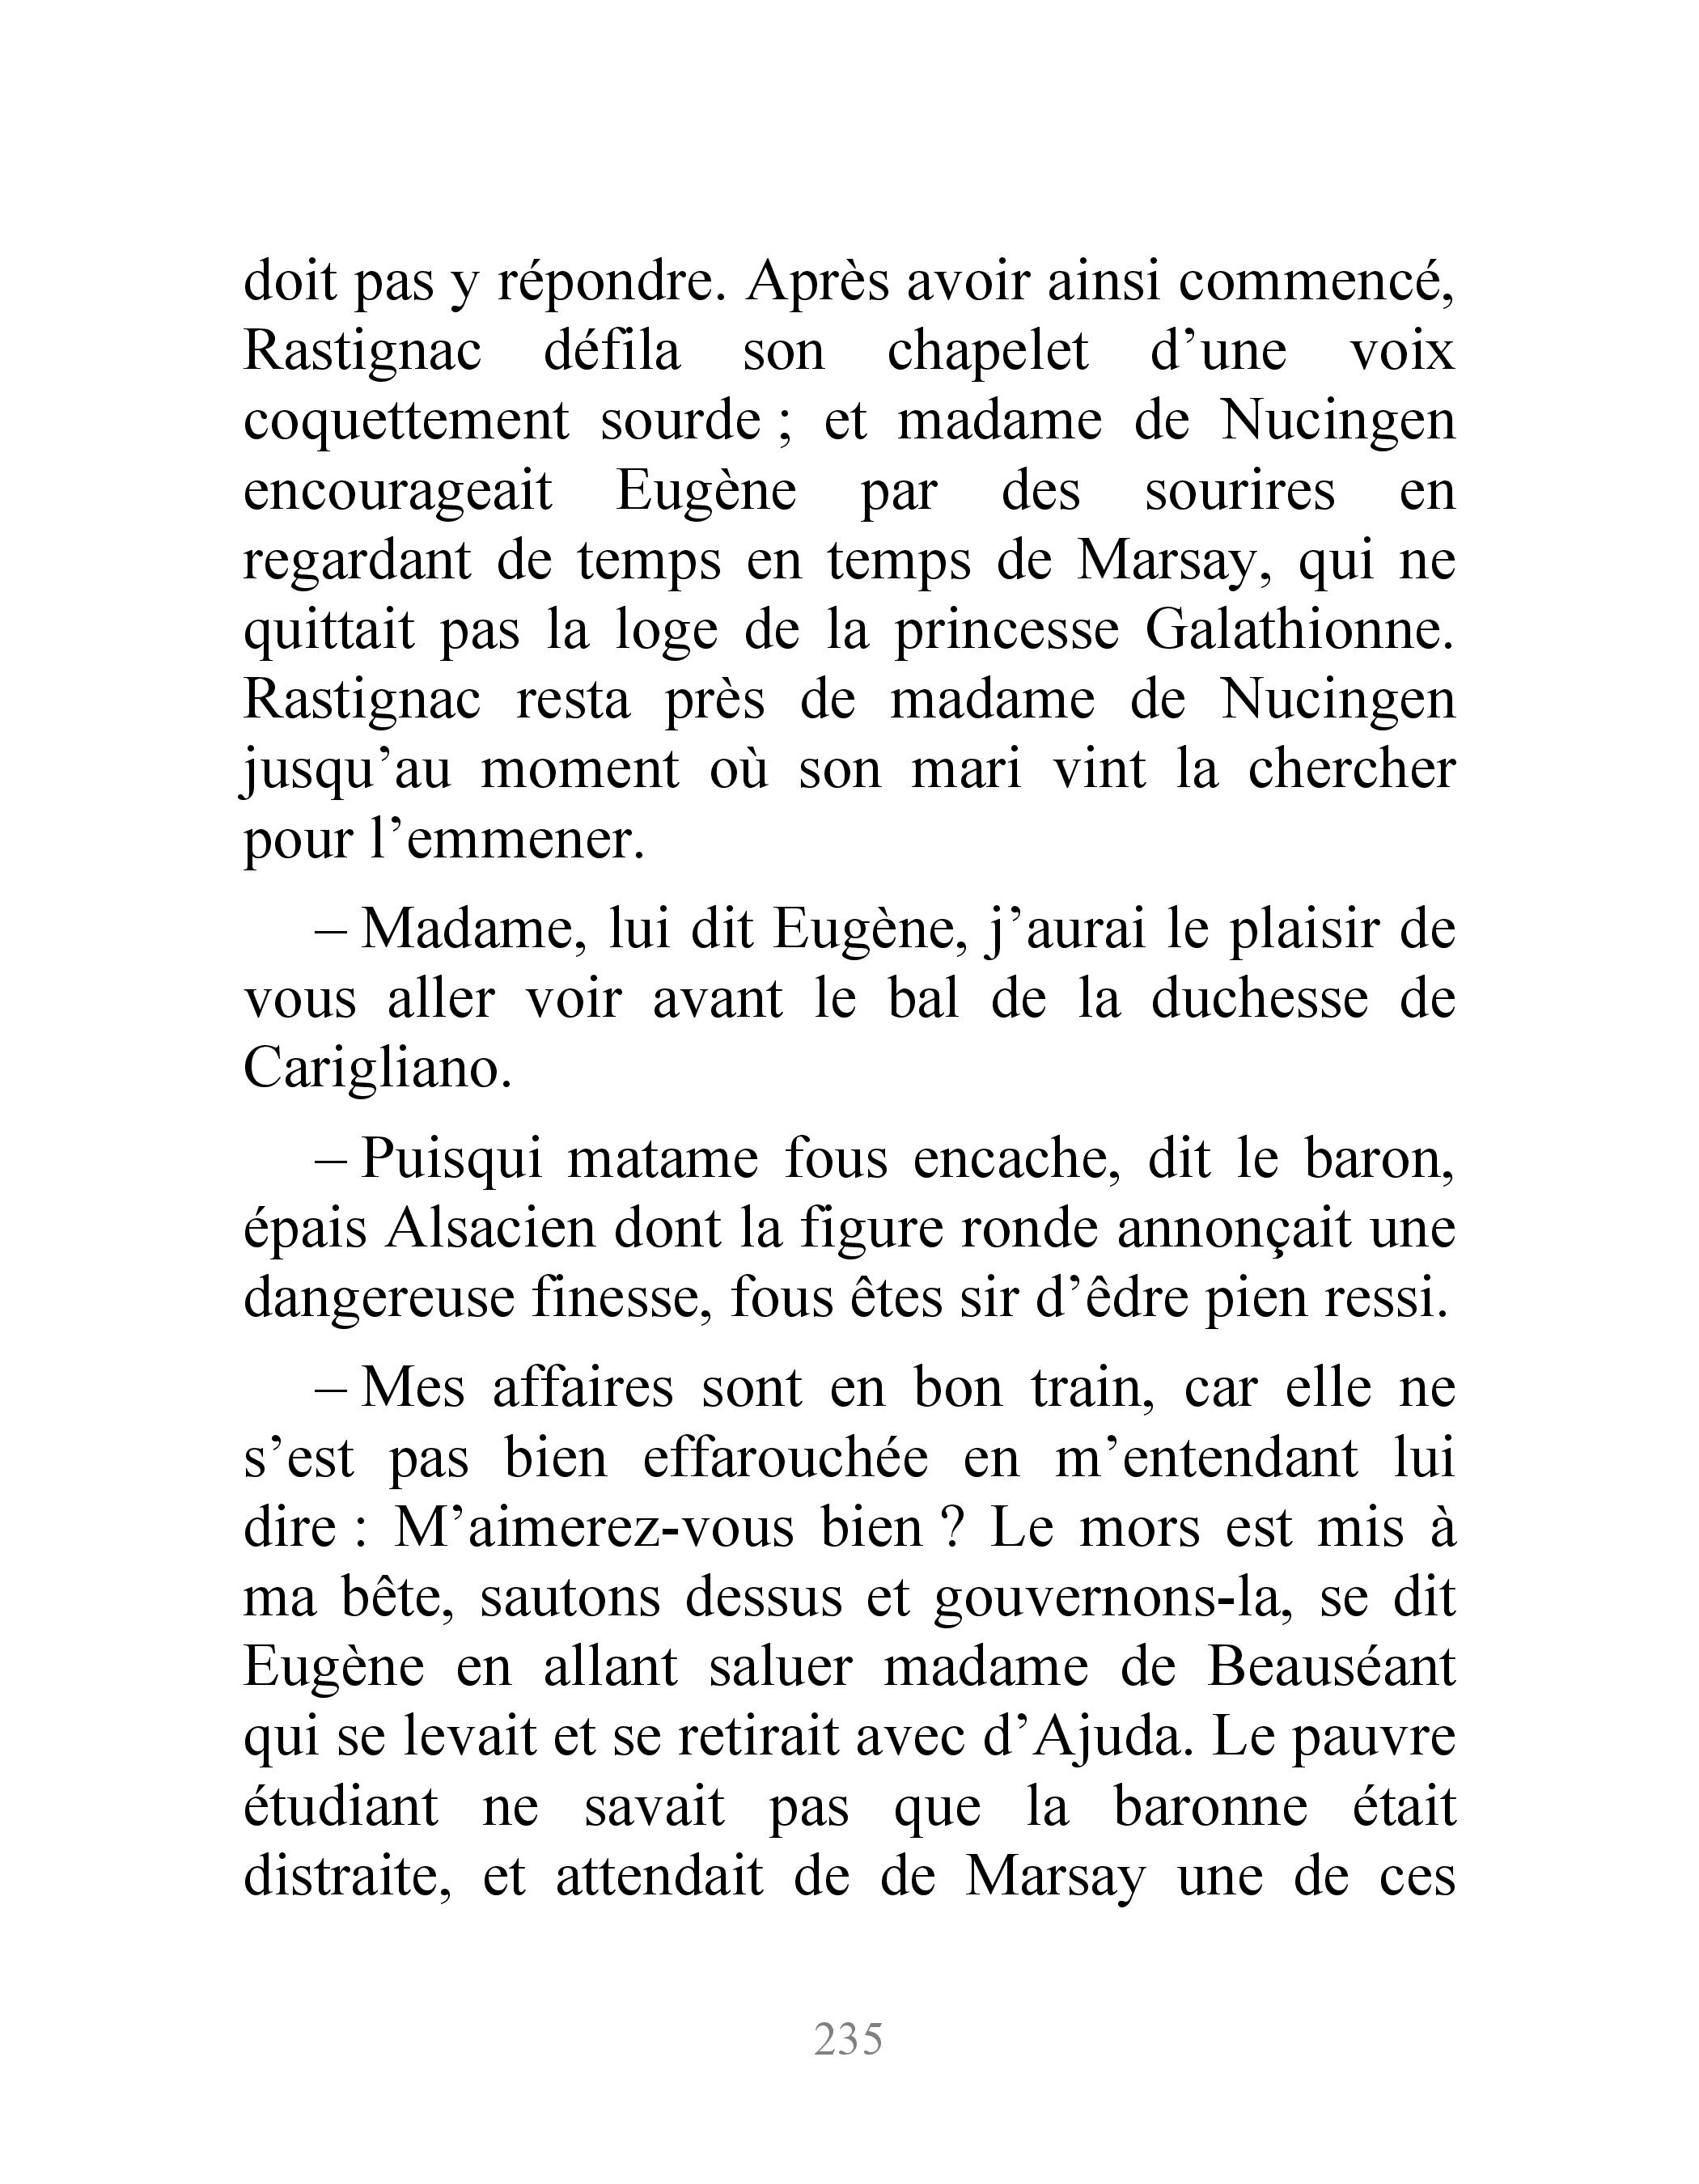 doit pas y répondre. Après avoir ainsi commencé,
Rastignac défila son chapelet d’une voix
coquettement sourde ; et madame de Nucingen
encourageait Eugène par des sourires en
regardant de temps en temps de Marsay, qui ne
quittait pas la loge de la princesse Galathionne.
Rastignac resta près de madame de Nucingen
jusqu’au moment où son mari vint la chercher
pour l’emmener.
– Madame, lui dit Eugène, j’aurai le plaisir de
vous aller voir avant le bal de la duchesse de
Carigliano.
– Puisqui matame fous encache, dit le baron,
épais Alsacien dont la figure ronde annonçait une
dangereuse finesse, fous êtes sir d’êdre pien ressi.
– Mes affaires sont en bon train, car elle ne
s’est pas bien effarouchée en m’entendant lui
dire : M’aimerez-vous bien ? Le mors est mis à
ma bête, sautons dessus et gouvernons-la, se dit
Eugène en allant saluer madame de Beauséant
qui se levait et se retirait avec d’Ajuda. Le pauvre
étudiant ne savait pas que la baronne était
distraite, et attendait de de Marsay une de ces
235